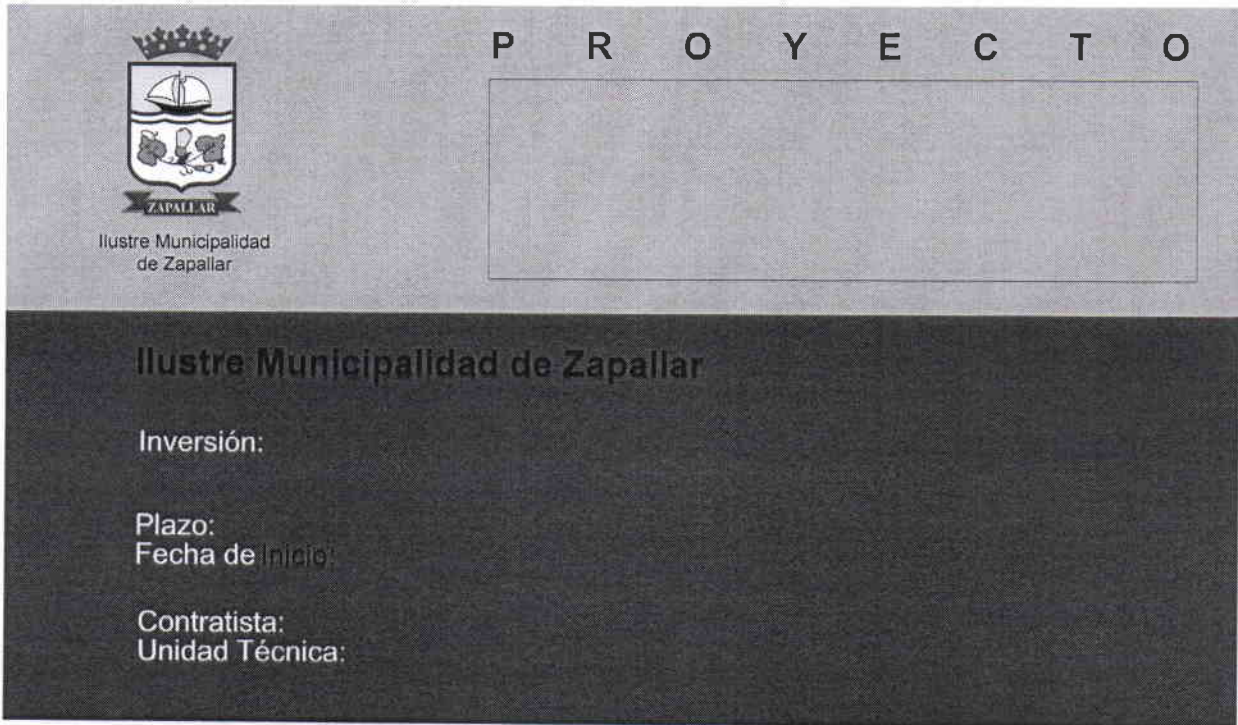 P R O Y E C T O
ZAPALLAR
Ilustre Municipalidad
de Zapallar
Ilustre Municipalidad de Zapallar
Inversión:
Plazo:
Fecha de Inicio:
Contratista:
Unidad Técnica: